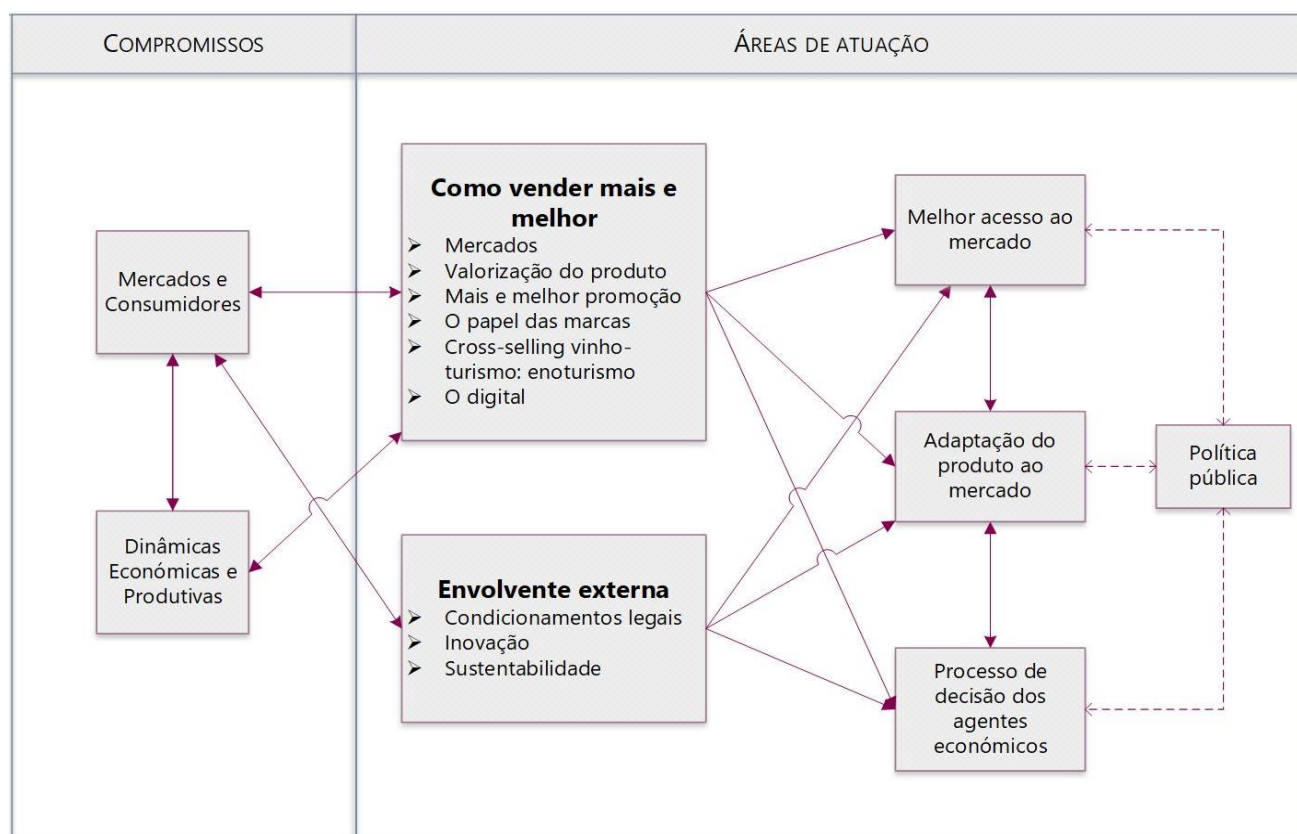 COMPROMISSOS
ÁREAS DE ATUAÇÃO
Mercados e
Consumidores
Dinâmicas
Económicas e
Produtivas
Como vender mais e
melhor
➤ Mercados
➤ Valorização do produto
➤ Mais e melhor promoção
➤ O papel das marcas
➤ Cross-selling vinho-
turismo: enoturismo
➤ O digital
Envolvente externa
➤ Condicionamentos legais
➤ Inovação
➤ Sustentabilidade
Melhor acesso ao
mercado
Adaptação do
produto ao
mercado
Processo de
decisão dos
agentes
económicos
Política
pública